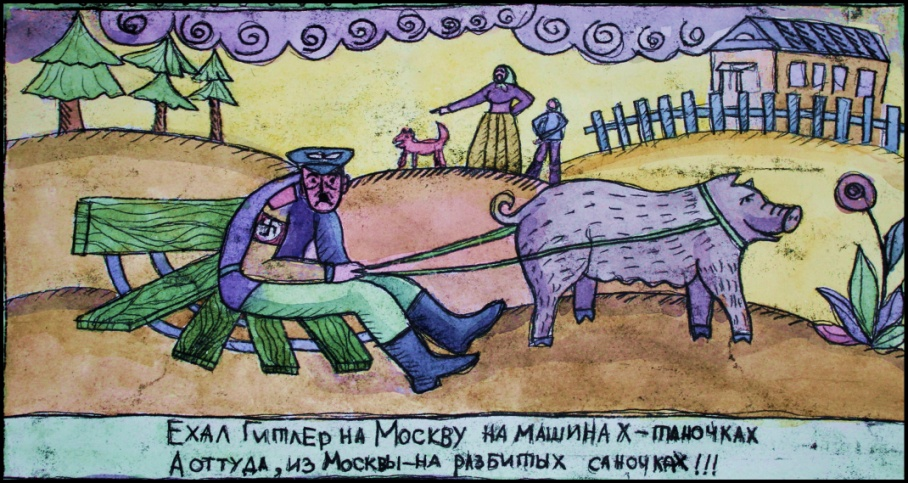 Ехал Гитлер на Москву на машинах-таночках
А оттуда, из Москвы-на разбитых саночках!!!